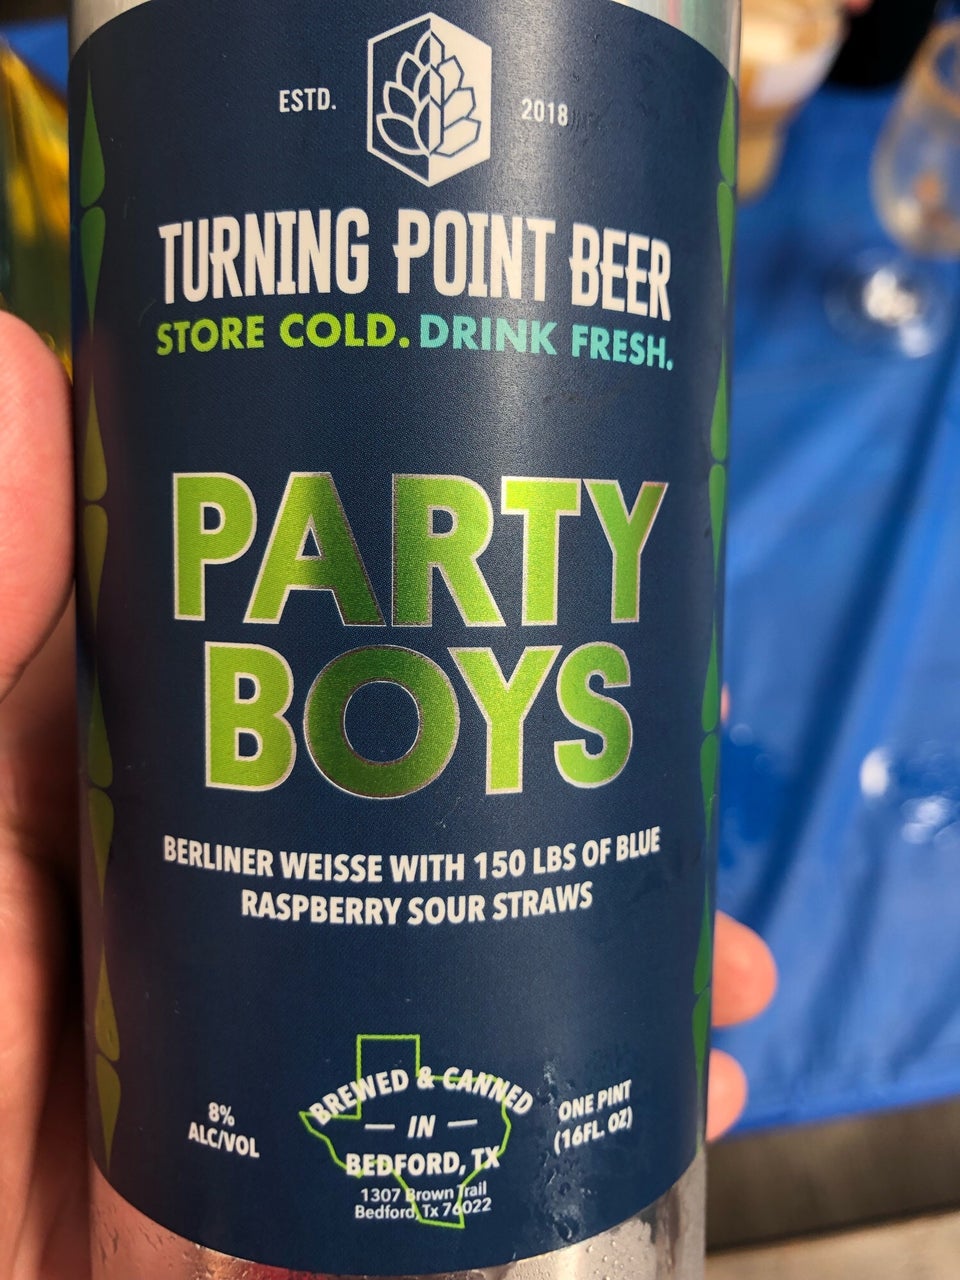 ESTD. 2018
TURNING POINT BEER
STORE COLD. DRINK FRESH.
PARTY
BOYS
BERLINER WEISSE WITH 150 LBS OF BLUE
RASPBERRY SOUR STRAWS
8%
ALC/VOL
BREWED & CANNED
— IN —
BEDFORD, TX
1307 Brown Trail
Bedford, Tx 76022
ONE PINT
(16FL. OZ)